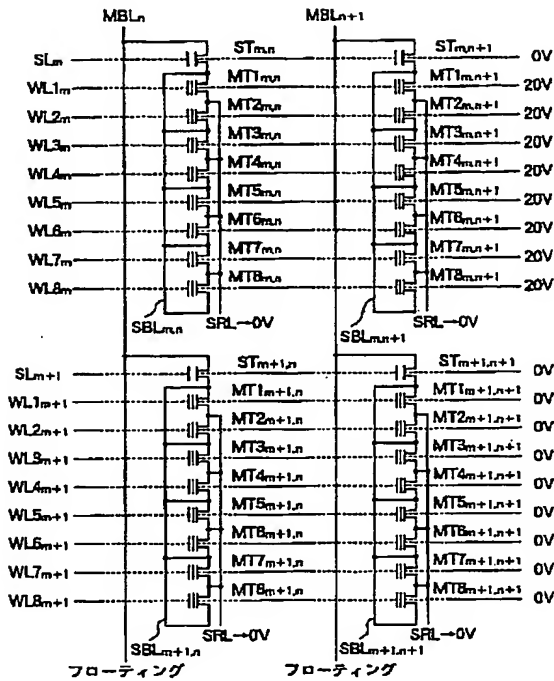 MBLn MBLn+1
SLm STm,n STm,n+1 0V
WL1m MT1m,n MT1m,n+1 20V
WL2m MT2m,n MT2m,n+1 20V
WL3m MT3m,n MT3m,n+1 20V
WL4m MT4m,n MT4m,n+1 20V
WL5m MT5m,n MT5m,n+1 20V
WL6m MT6m,n MT6m,n+1 20V
WL7m MT7m,n MT7m,n+1 20V
WL8m MT8m,n MT8m,n+1 20V
SBLm,n SRL→0V SBLm,n+1 SRL→0V
SLm+1 STm+1,n STm+1,n+1 0V
WL1m+1 MT1m+1,n MT1m+1,n+1 0V
WL2m+1 MT2m+1,n MT2m+1,n+1 0V
WL3m+1 MT3m+1,n MT3m+1,n+1 0V
WL4m+1 MT4m+1,n MT4m+1,n+1 0V
WL5m+1 MT5m+1,n MT5m+1,n+1 0V
WL6m+1 MT6m+1,n MT6m+1,n+1 0V
WL7m+1 MT7m+1,n MT7m+1,n+1 0V
WL8m+1 MT8m+1,n MT8m+1,n+1 0V
SBLm+1,n SRL→0V SBLm+1,n+1 SRL→0V
フローティング フローティング